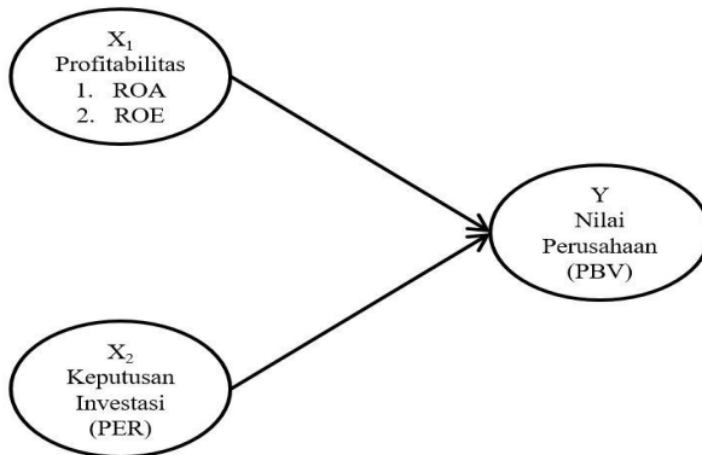 X₁
Profitabilitas
1. ROA
2. ROE
Y
Nilai
Perusahaan
(PBV)
X₂
Keputusan
Investasi
(PER)